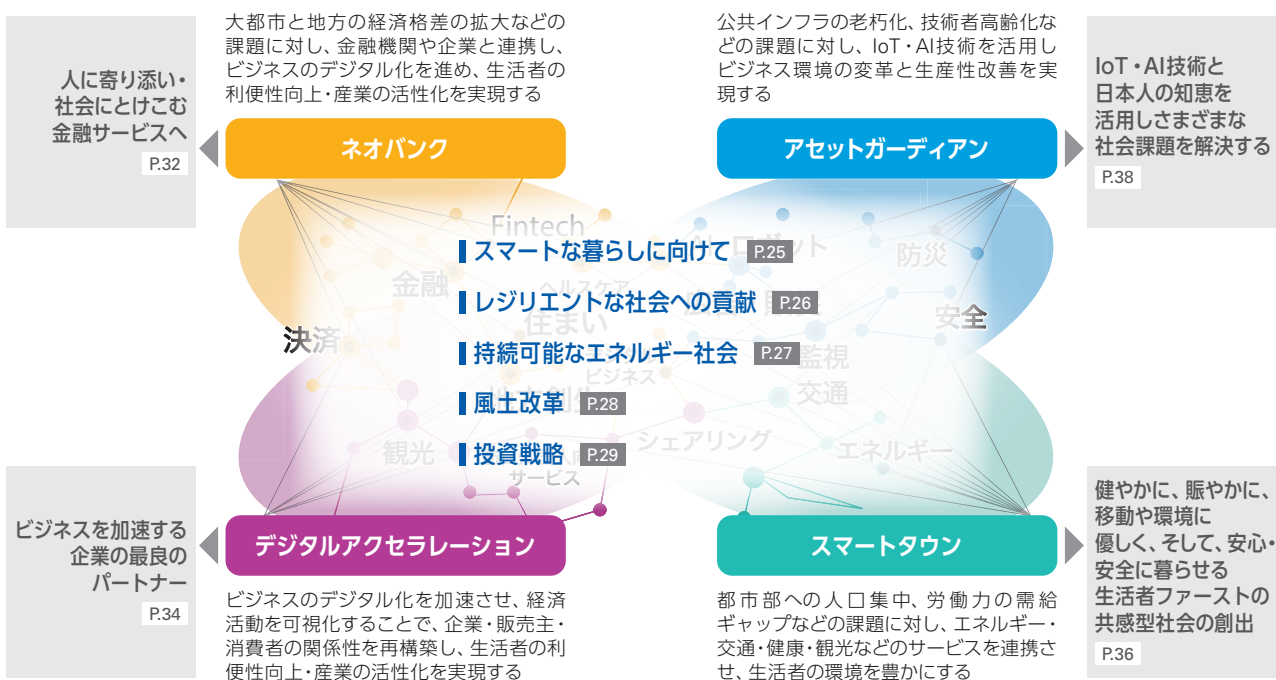 大都市と地方の経済格差の拡大などの
課題に対し、金融機関や企業と連携し、
ビジネスのデジタル化を進め、生活者の
利便性向上・産業の活性化を実現する
人に寄り添い・
社会にとけこむ
金融サービスへ
P.32
ネオバンク
公共インフラの老朽化、技術者高齢化な
どの課題に対し、IoT・AI技術を活用し
ビジネス環境の変革と生産性改善を実
現する
アセットガーディアン
IoT・AI技術と
日本人の知恵を
活用しさまざまな
社会課題を解決する
P.38
Fintech
ロボット
防災
スマートな暮らしに向けて P.25
金融
ヘルスケア
レジリエントな社会への貢献 P.26
住まい
安全
決済
持続可能なエネルギー社会 P.27
監視
ビジネス
交通
風土改革 P.28
シェアリング
観光
エネルギー
投資戦略 P.29
サービス
ビジネスを加速する
企業の最良の
パートナー
P.34
デジタルアクセラレーション
ビジネスのデジタル化を加速させ、経済
活動を可視化することで、企業・販売主・
消費者の関係性を再構築し、生活者の利
便性向上・産業の活性化を実現する
スマートタウン
都市部への人口集中、労働力の需給
ギャップなどの課題に対し、エネルギー・
交通・健康・観光などのサービスを連携さ
せ、生活者の環境を豊かにする
健やかに、賑やかに、
移動や環境に
優しく、そして、安心・
安全に暮らせる
生活者ファーストの
共感型社会の創出
P.36